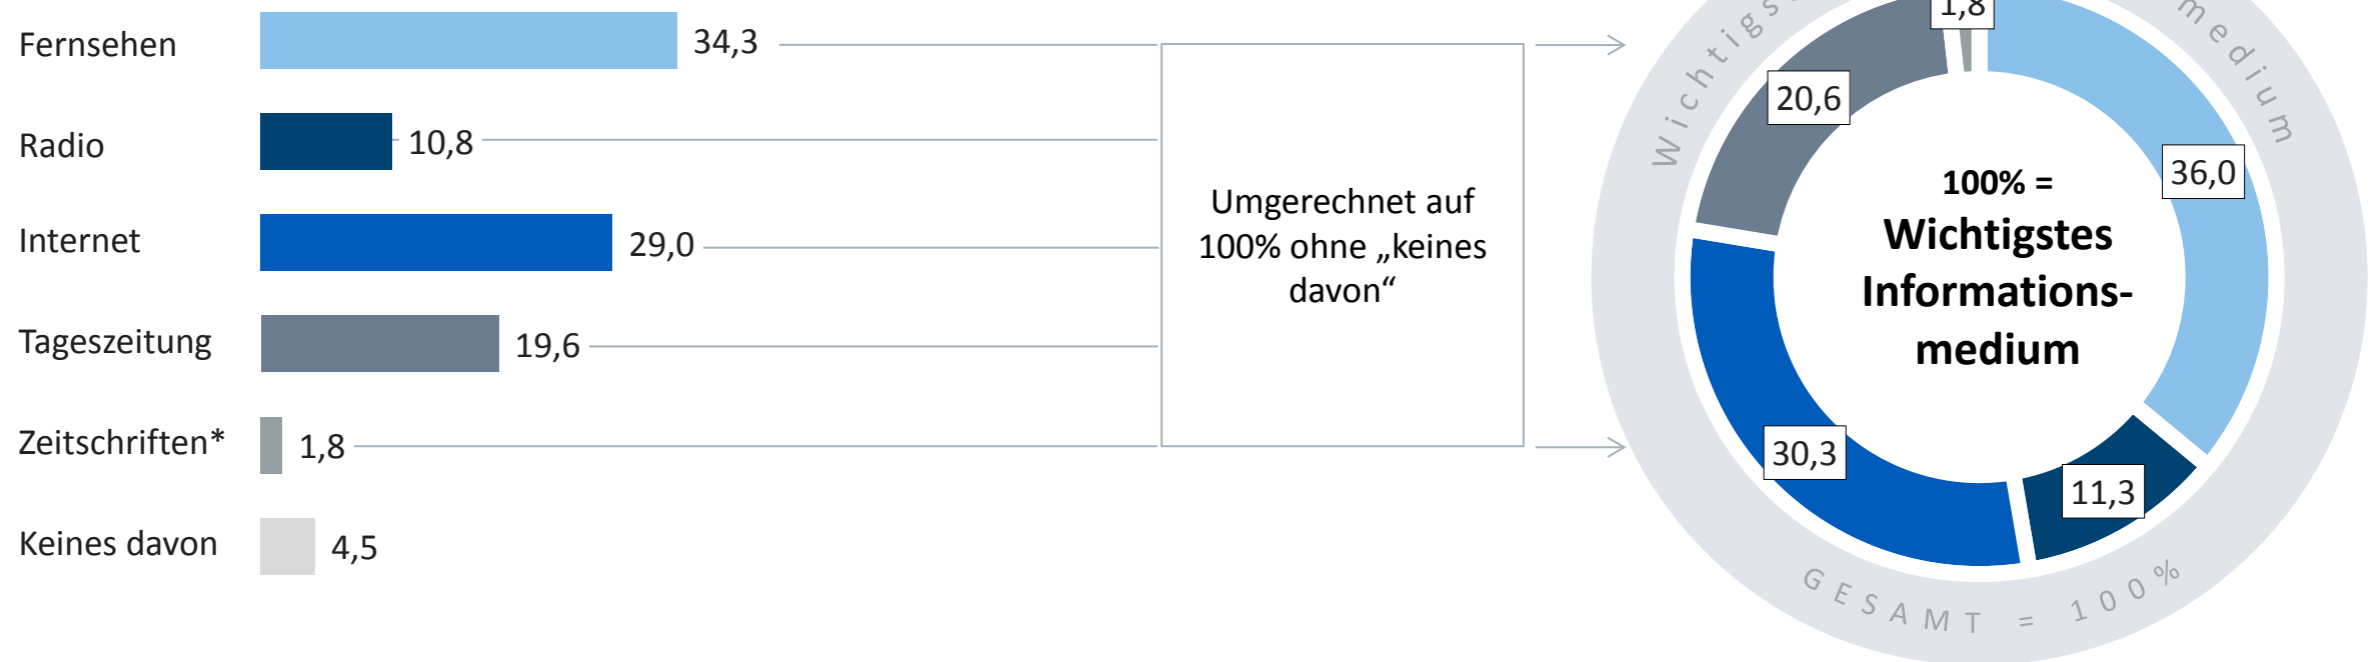 Fernsehen 34,3
Radio 10,8
Internet 29,0
Tageszeitung 19,6
Zeitschriften* 1,8
Keines davon 4,5
Umgerechnet auf
100% ohne „keines
davon“
medium
1,8
20,6
36,0
30,3
11,3
100% =
Wichtigstes
Informations-
medium
GESAMT = 100%